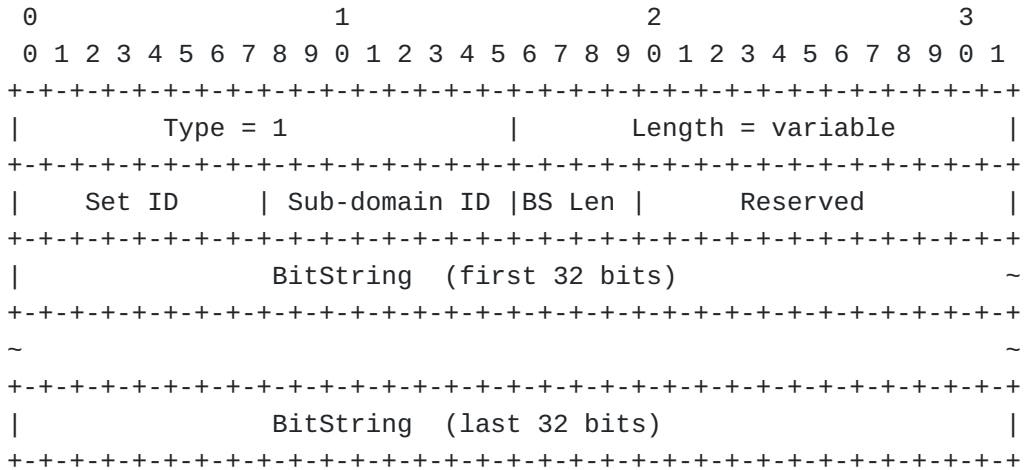 0                   1                   2                   3
 0 1 2 3 4 5 6 7 8 9 0 1 2 3 4 5 6 7 8 9 0 1 2 3 4 5 6 7 8 9 0 1
+-+-+-+-+-+-+-+-+-+-+-+-+-+-+-+-+-+-+-+-+-+-+-+-+-+-+-+-+-+-+-+-+
|         Type = 1              |       Length = variable       |
+-+-+-+-+-+-+-+-+-+-+-+-+-+-+-+-+-+-+-+-+-+-+-+-+-+-+-+-+-+-+-+-+
|    Set ID     | Sub-domain ID |BS Len |      Reserved         |
+-+-+-+-+-+-+-+-+-+-+-+-+-+-+-+-+-+-+-+-+-+-+-+-+-+-+-+-+-+-+-+-+
|                BitString  (first 32 bits)                     ~
+-+-+-+-+-+-+-+-+-+-+-+-+-+-+-+-+-+-+-+-+-+-+-+-+-+-+-+-+-+-+-+-+
~                                                               ~
+-+-+-+-+-+-+-+-+-+-+-+-+-+-+-+-+-+-+-+-+-+-+-+-+-+-+-+-+-+-+-+-+
|                BitString  (last 32 bits)                      |
+-+-+-+-+-+-+-+-+-+-+-+-+-+-+-+-+-+-+-+-+-+-+-+-+-+-+-+-+-+-+-+-+